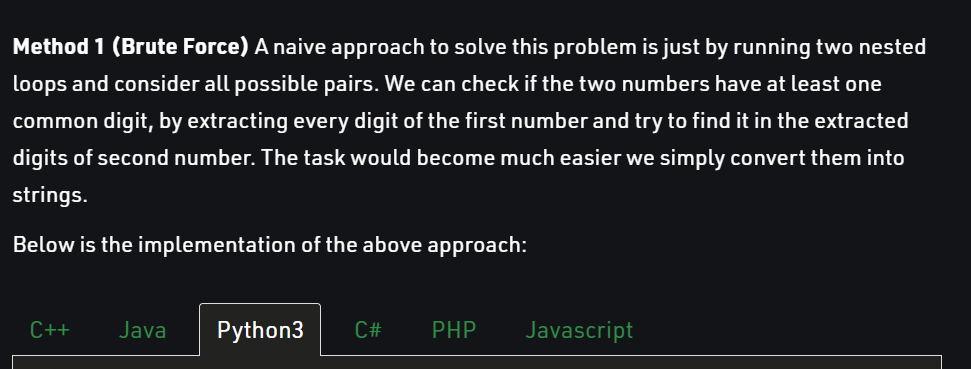 Method 1 (Brute Force) A naive approach to solve this problem is just by running two nested
loops and consider all possible pairs. We can check if the two numbers have at least one
common digit, by extracting every digit of the first number and try to find it in the extracted
digits of second number. The task would become much easier we simply convert them into
strings.
Below is the implementation of the above approach:
C++ Java Python3 C# PHP Javascript